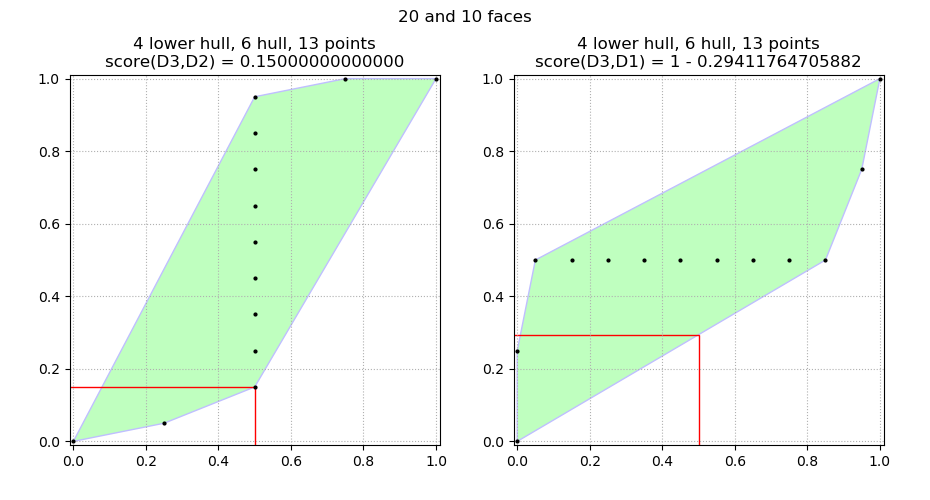 20 and 10 faces
4 lower hull, 6 hull, 13 points
score(D3,D2) = 0.15000000000000
1.0
0.8
0.6
0.4
0.2
0.0
0.0 0.2 0.4 0.6 0.8 1.0
4 lower hull, 6 hull, 13 points
score(D3,D1) = 1 - 0.29411764705882
1.0
0.8
0.6
0.4
0.2
0.0
0.0 0.2 0.4 0.6 0.8 1.0